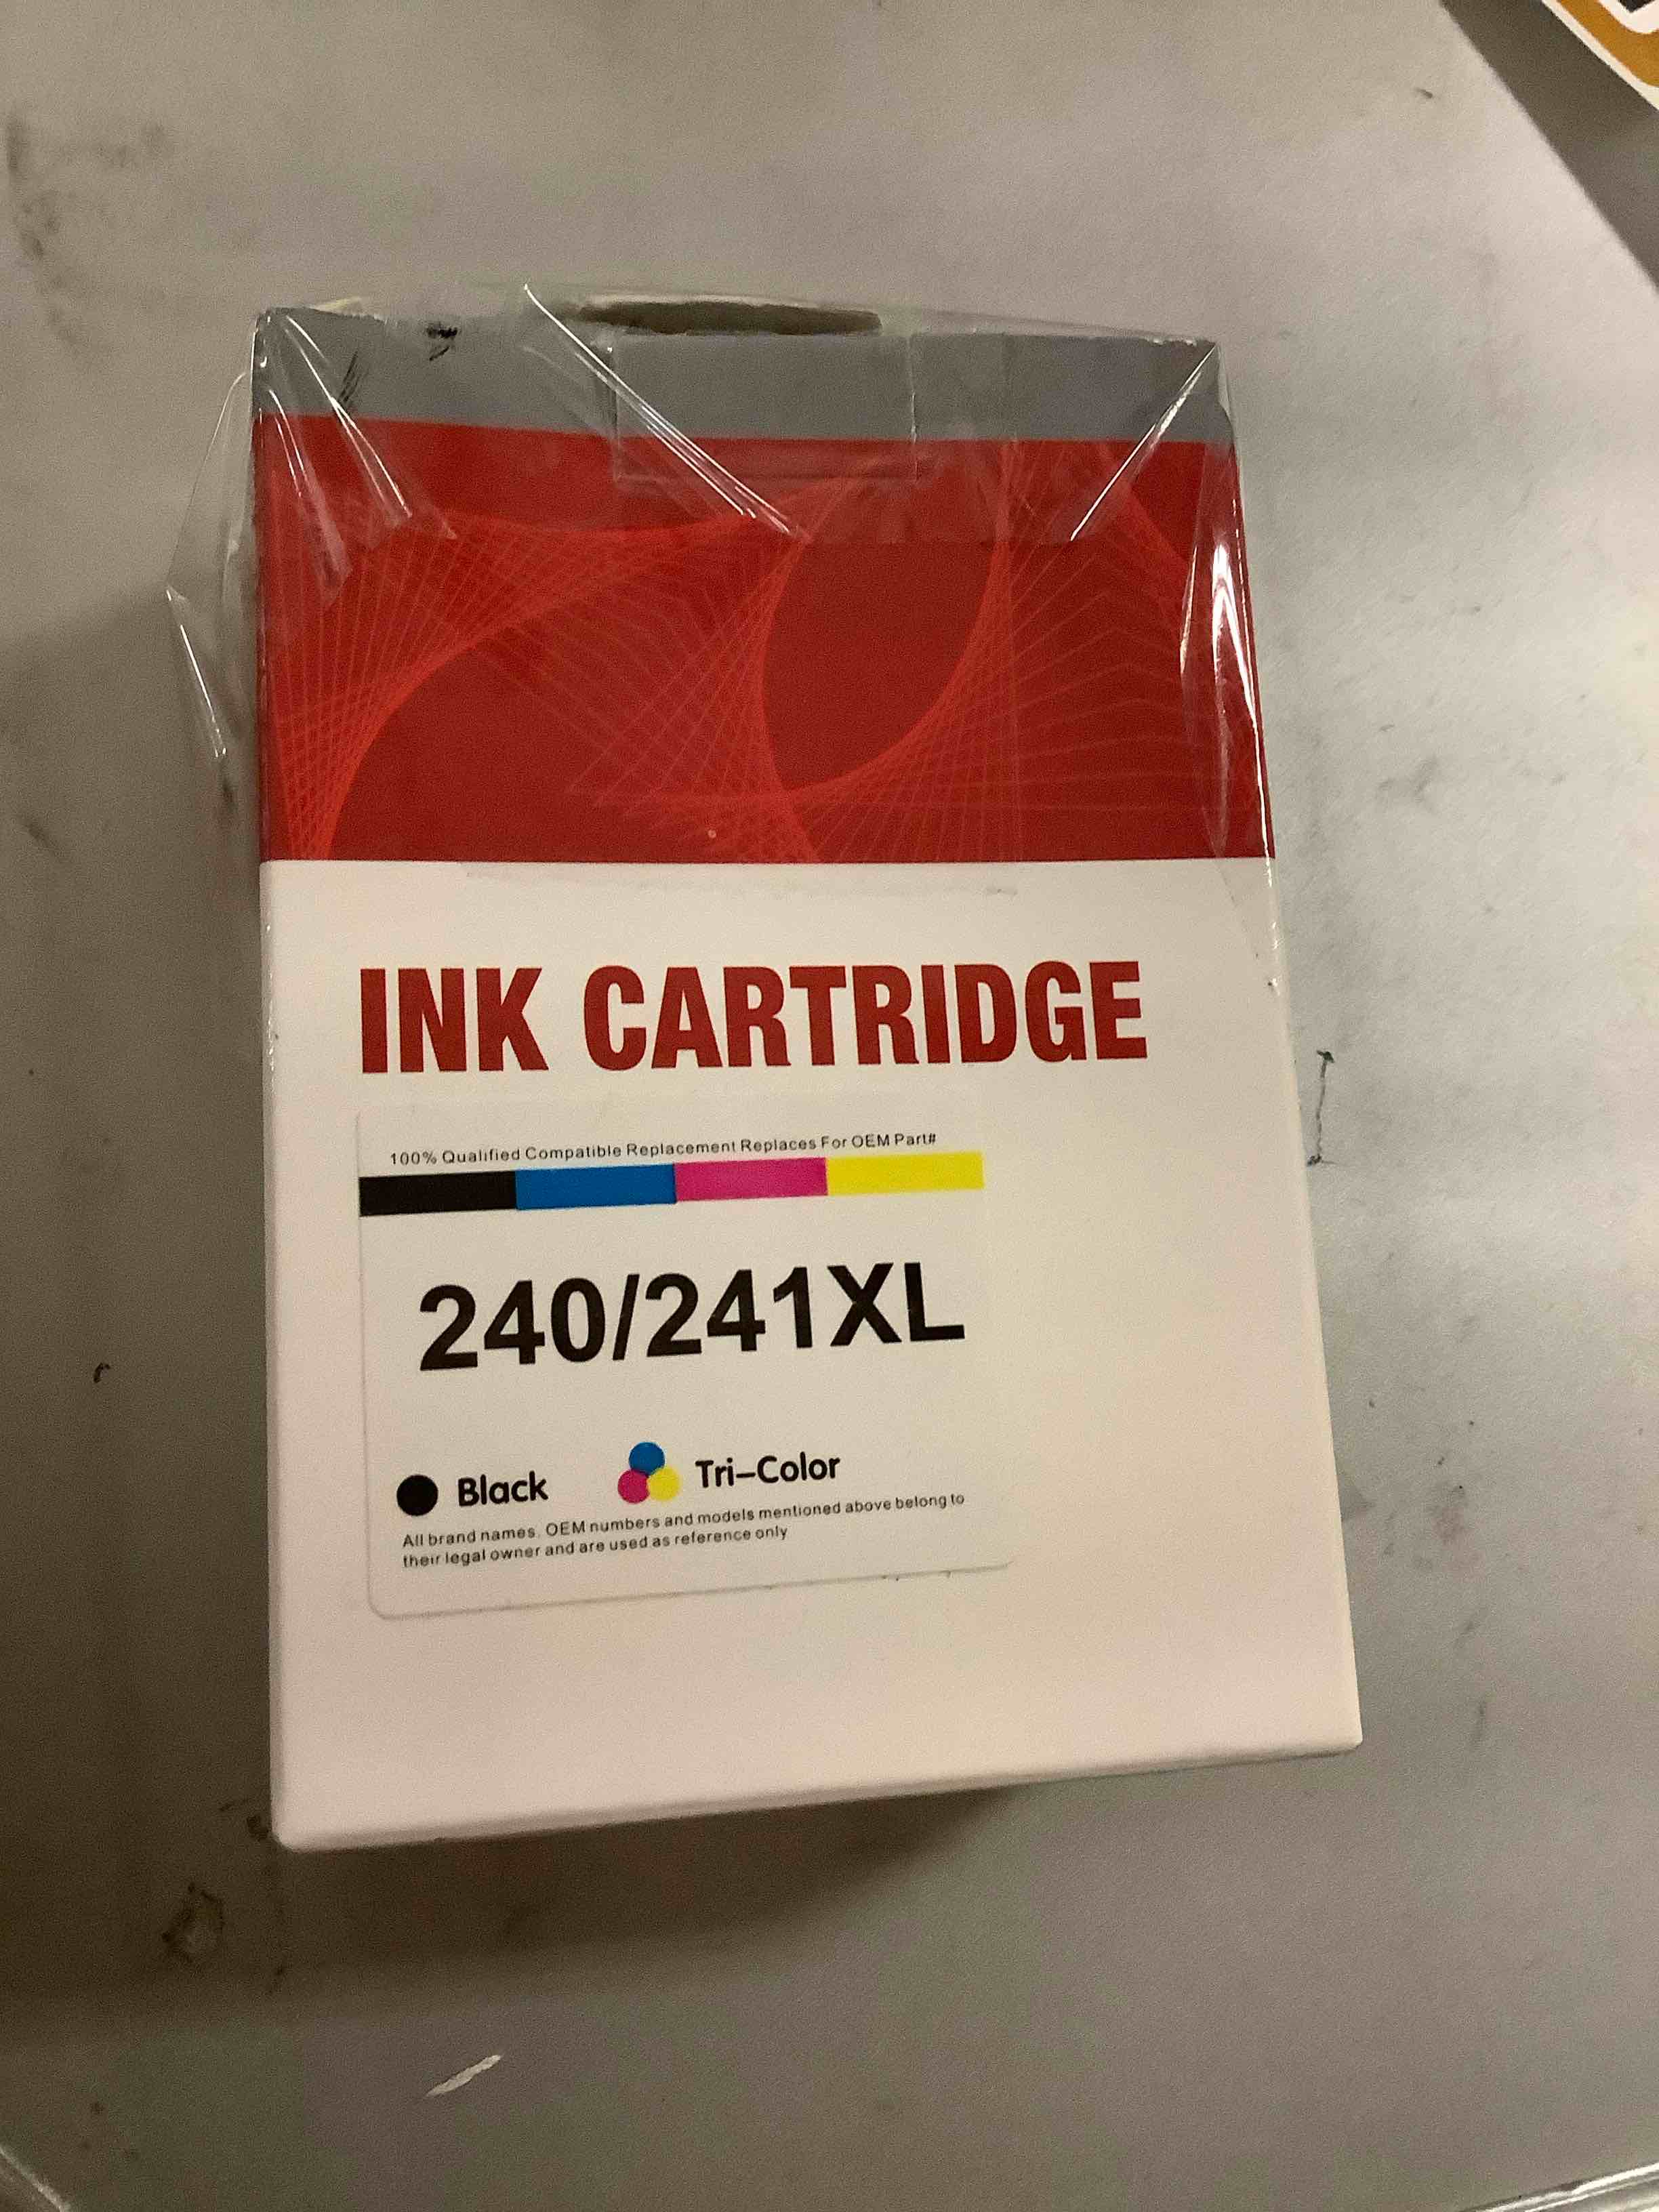 INK CARTRIDGE
100% Qualified Compatible Replacement Replaces For OEM Part#
240/241XL
Black Tri-Color
All brand names. OEM numbers and models mentioned above belong to
their legal owner and are used as reference only